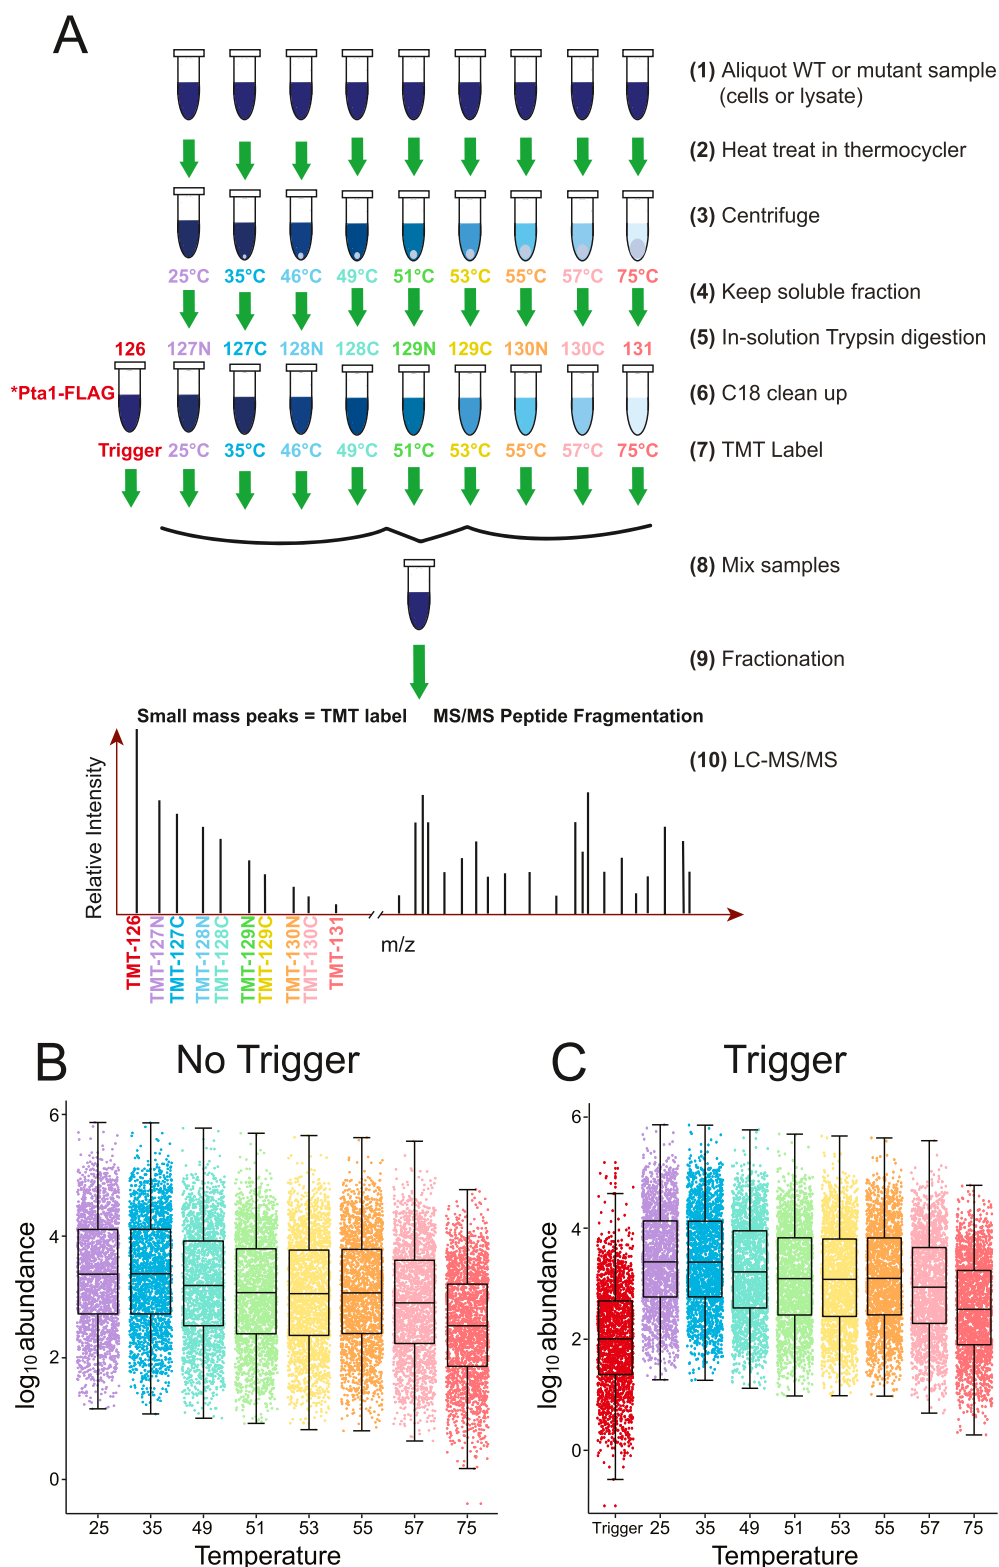 A
(1) Aliquot WT or mutant sample
(cells or lysate)
(2) Heat treat in thermocycler
(3) Centrifuge
25°C 35°C 46°C 49°C 51°C 53°C 55°C 57°C 75°C
(4) Keep soluble fraction
(5) In-solution Trypsin digestion
126 127N 127C 128N 128C 129N 129C 130N 130C 131
*Pta1-FLAG
(6) C18 clean up
Trigger 25°C 35°C 46°C 49°C 51°C 53°C 55°C 57°C 75°C
(7) TMT Label
(8) Mix samples
(9) Fractionation
Small mass peaks = TMT label MS/MS Peptide Fragmentation
(10) LC-MS/MS
Relative Intensity
m/z
TMT-126
TMT-127N
TMT-127C
TMT-128N
TMT-128C
TMT-129N
TMT-129C
TMT-130N
TMT-130C
TMT-131
B No Trigger
log10 abundance
6
4
2
0
25 35 49 51 53 55 57 75
Temperature
C Trigger
log10 abundance
6
4
2
0
Trigger 25 35 49 51 53 55 57 75
Temperature